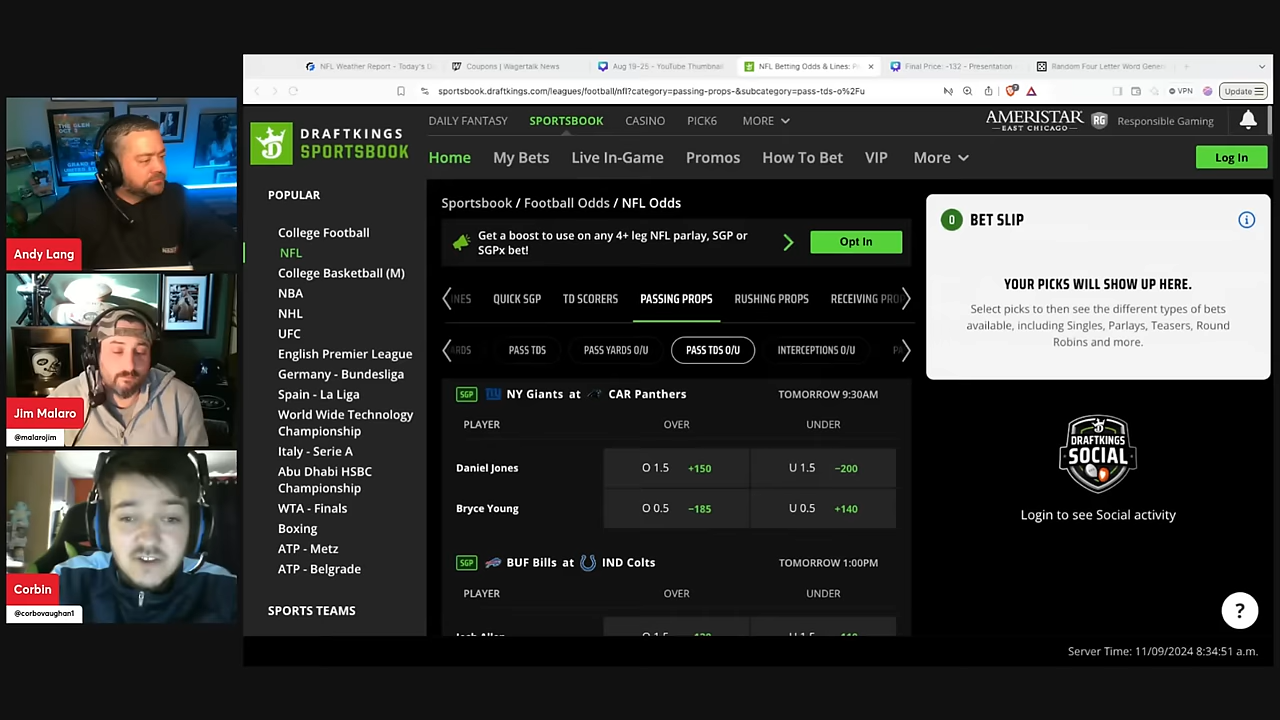 NFL Weather Report - Today's D
Coupons | Wagertalk News
Aug 19-25 - YouTube Thumbnail
NFL Betting Odds & Lines: P
Final Price: -132 - Presentation
Random Four Letter Word Gener
sportsbook.draftkings.com/leagues/football/nfl?category=passing-props-&subcategory=pass-tds-o%2Fu
VPN
Update
DRAFTKINGS
SPORTSBOOK
DAILY FANTASY
SPORTSBOOK
CASINO
PICK6
MORE
AMERISTAR
EAST CHICAGO
RG
Responsible Gaming
Home
My Bets
Live In-Game
Promos
How To Bet
VIP
More
Log In
POPULAR
College Football
NFL
College Basketball (M)
NBA
NHL
UFC
English Premier League
Germany - Bundesliga
Spain - La Liga
World Wide Technology
Championship
Italy - Serie A
Abu Dhabi HSBC
Championship
WTA - Finals
Boxing
ATP - Metz
ATP - Belgrade
SPORTS TEAMS
Sportsbook / Football Odds / NFL Odds
Get a boost to use on any 4+ leg NFL parlay, SGP or
SGPx bet!
Opt In
INES
QUICK SGP
TD SCORERS
PASSING PROPS
RUSHING PROPS
RECEIVING PRO
ARDS
PASS TDS
PASS YARDS O/U
PASS TDS O/U
INTERCEPTIONS O/U
SGP
NY Giants at CAR Panthers
TOMORROW 9:30AM
PLAYER
OVER
UNDER
Daniel Jones
O 1.5 +150
U 1.5 −200
Bryce Young
O 0.5 −185
U 0.5 +140
SGP
BUF Bills at IND Colts
TOMORROW 1:00PM
PLAYER
OVER
UNDER
0
BET SLIP
YOUR PICKS WILL SHOW UP HERE.
Select picks to then see the different types of bets
available, including Singles, Parlays, Teasers, Round
Robins and more.
DRAFTKINGS
SOCIAL
Login to see Social activity
?
Server Time: 11/09/2024 8:34:51 a.m.
Andy Lang
Jim Malaro
@malarojim
Corbin
@corbovaughan1